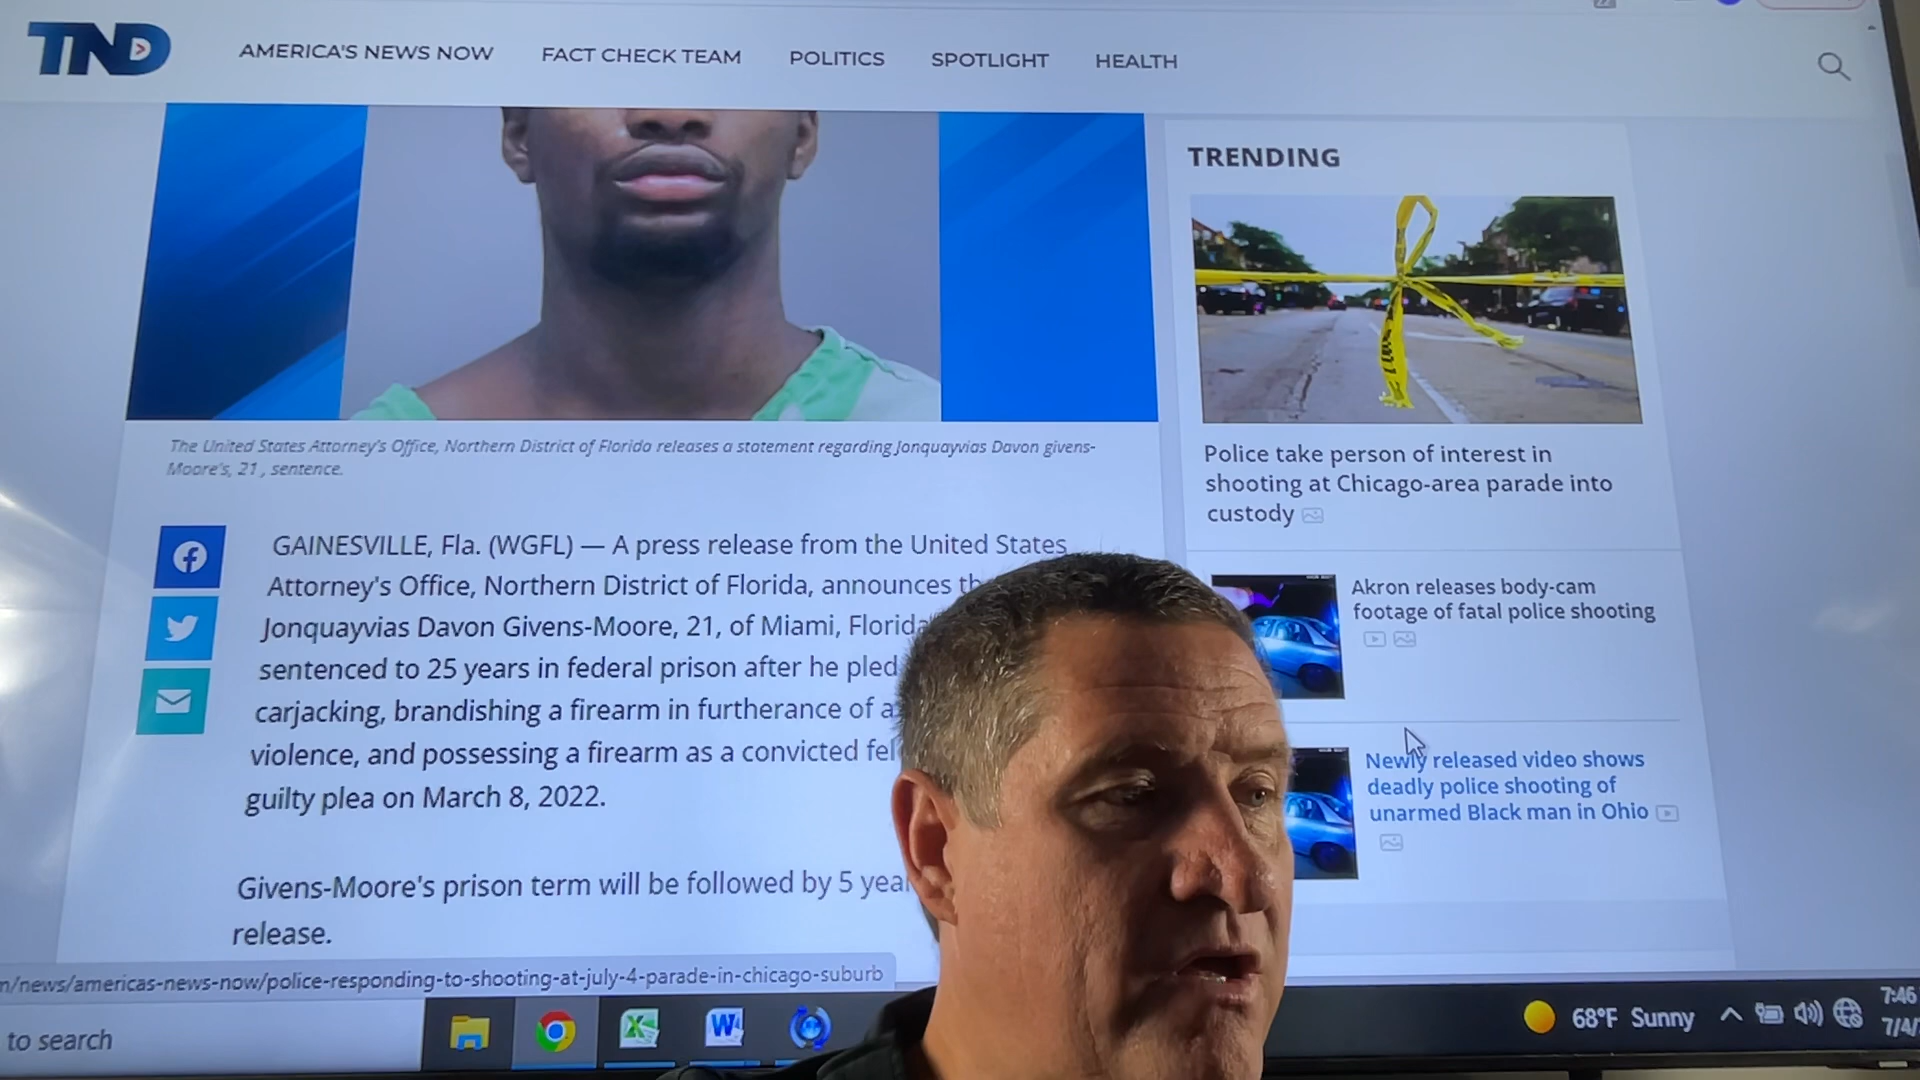 TND
AMERICA'S NEWS NOW
FACT CHECK TEAM
POLITICS
SPOTLIGHT
HEALTH
The United States Attorney's Office, Northern District of Florida releases a statement regarding Jonquayvias Davon givens-
Moore's, 21 , sentence.
GAINESVILLE, Fla. (WGFL) — A press release from the United States
Attorney's Office, Northern District of Florida, announces th
Jonquayvias Davon Givens-Moore, 21, of Miami, Florida
sentenced to 25 years in federal prison after he pled
carjacking, brandishing a firearm in furtherance of a
violence, and possessing a firearm as a convicted fel
guilty plea on March 8, 2022.
Givens-Moore's prison term will be followed by 5 year
release.
TRENDING
Police take person of interest in
shooting at Chicago-area parade into
custody
Akron releases body-cam
footage of fatal police shooting
Newly released video shows
deadly police shooting of
unarmed Black man in Ohio
m/news/americas-news-now/police-responding-to-shooting-at-july-4-parade-in-chicago-suburb
to search
68°F Sunny
7:46
7/4/